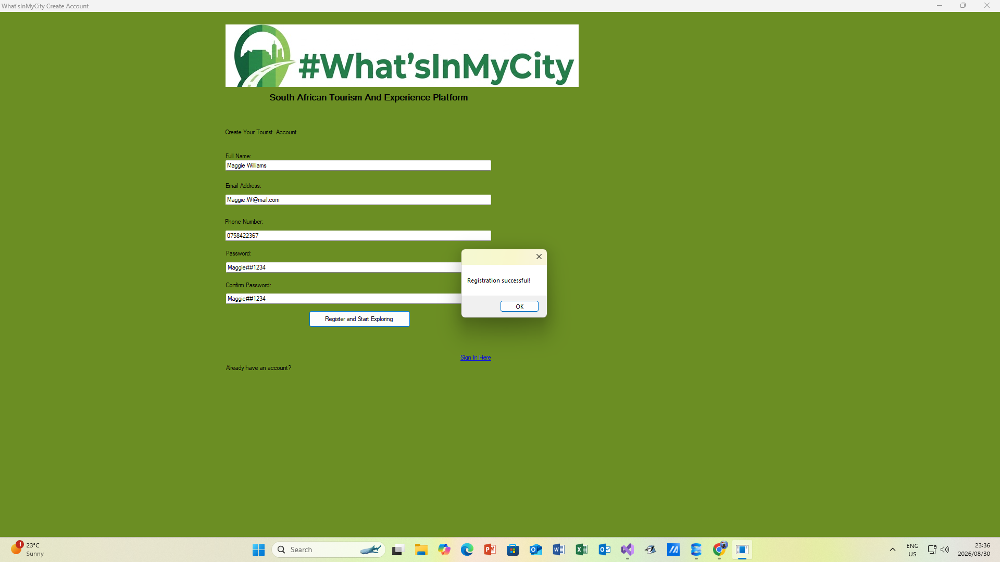 What'sInMyCity Create Account
#What'sInMyCity
South African Tourism And Experience Platform
Create Your Tourist  Account
Full Name:
Maggie Williams
Email Address:
Maggie.W@mail.com
Phone Number:
0758422367
Password:
Maggie##1234
Confirm Password:
Maggie##1234
Registration successful!
OK
Register and Start Exploring
Sign In Here
Already have an account?
1
23°C
Sunny
Search
ENG
US
23:36
2026/08/30